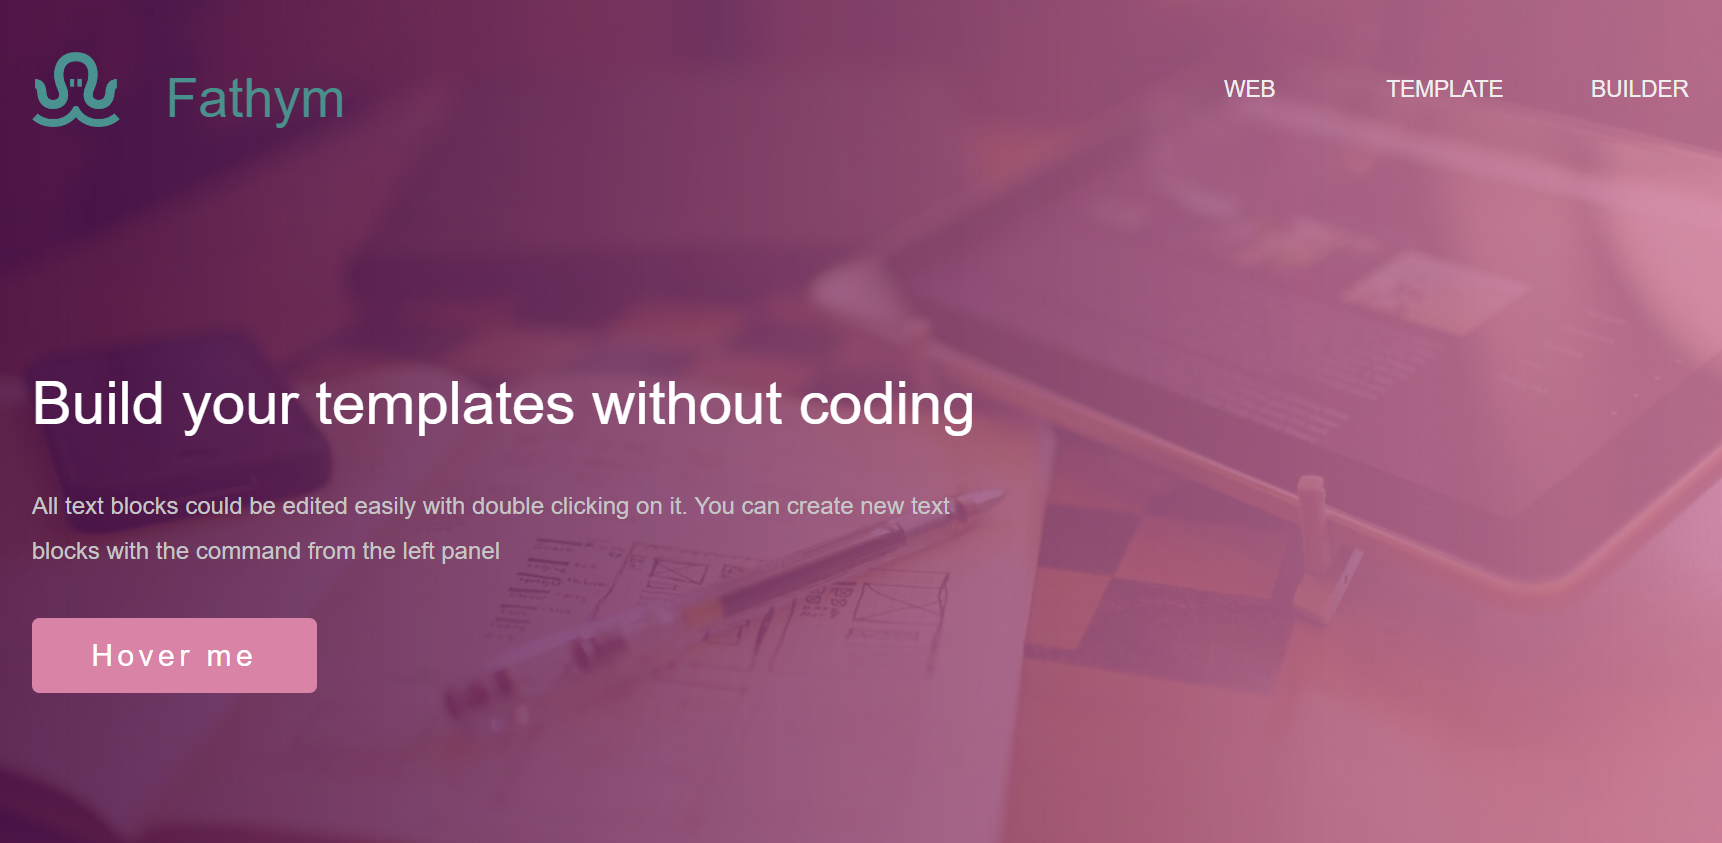 Fathym
WEB TEMPLATE BUILDER
Build your templates without coding
All text blocks could be edited easily with double clicking on it. You can create new text
blocks with the command from the left panel
Hover me